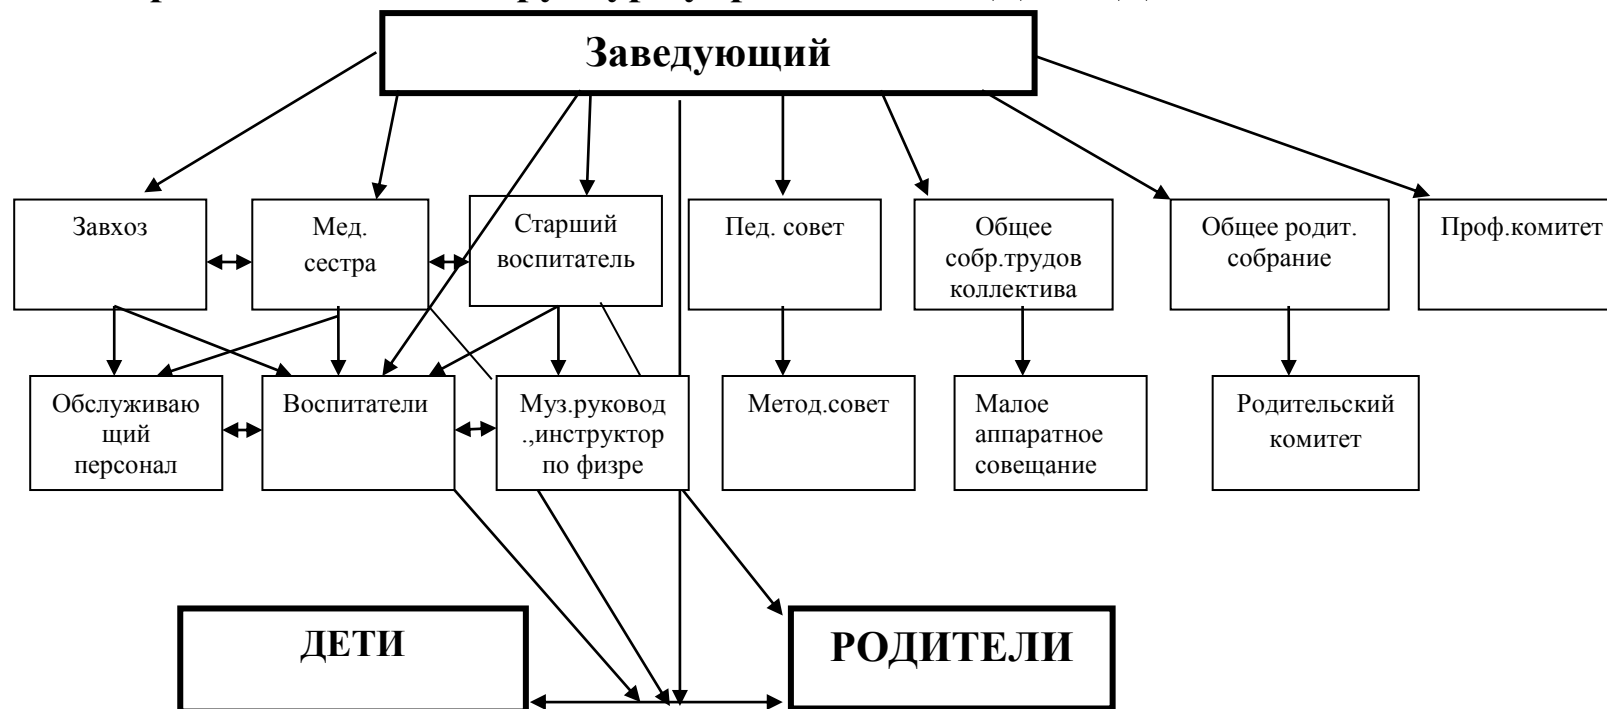 Заведующий
Завхоз
Мед.
сестра
Старший
воспитатель
Пед. совет
Общее
собр.трудов
коллектива
Общее родит.
собрание
Проф.комитет
Обслуживаю
щий
персонал
Воспитатели
Муз.руковод
.,инструктор
по физре
Метод.совет
Малое
аппаратное
совещание
Родительский
комитет
ДЕТИ
РОДИТЕЛИ